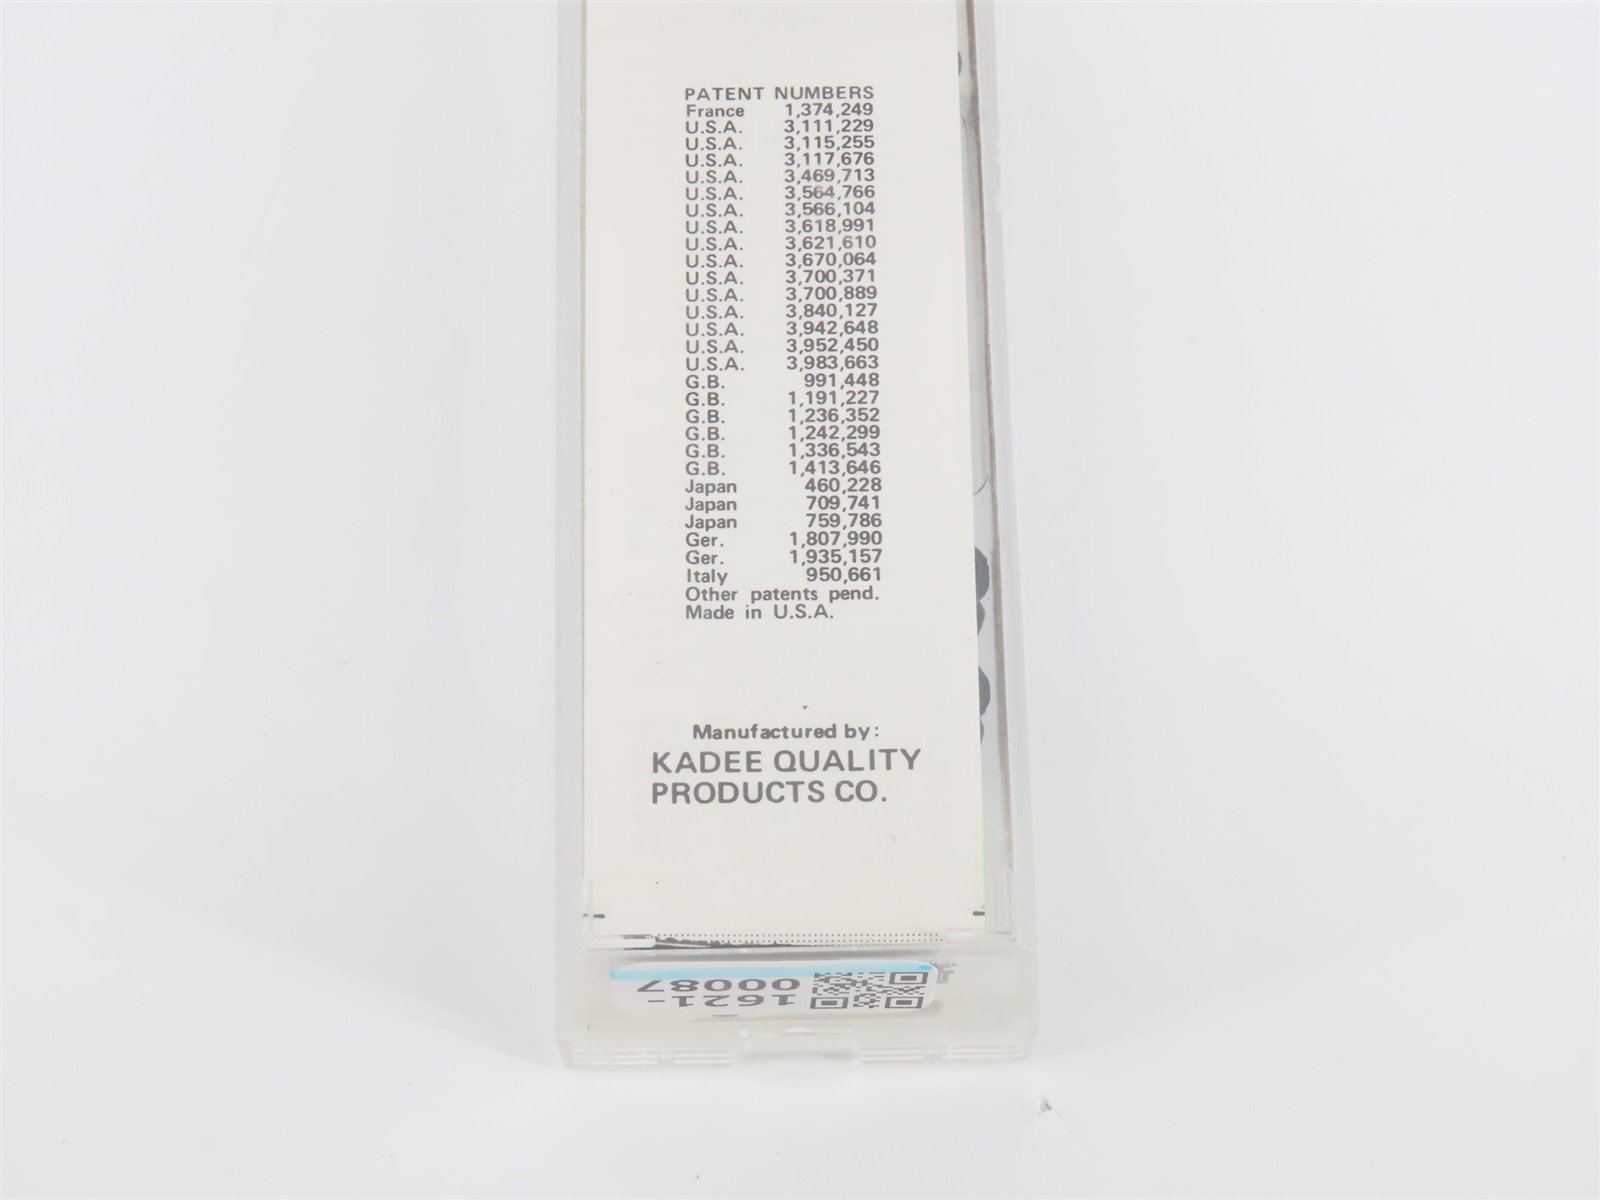 PATENT NUMBERS
France 1,374,249
U.S.A. 3,111,229
U.S.A. 3,115,255
U.S.A. 3,117,676
U.S.A. 3,469,713
U.S.A. 3,564,766
U.S.A. 3,566,104
U.S.A. 3,618,991
U.S.A. 3,621,610
U.S.A. 3,670,064
U.S.A. 3,700,371
U.S.A. 3,700,889
U.S.A. 3,840,127
U.S.A. 3,942,648
U.S.A. 3,952,450
U.S.A. 3,983,663
G.B. 991,448
G.B. 1,191,227
G.B. 1,236,352
G.B. 1,242,299
G.B. 1,336,543
G.B. 1,413,646
Japan 460,228
Japan 709,741
Japan 759,786
Ger. 1,807,990
Ger. 1,935,157
Italy 950,661
Other patents pend.
Made in U.S.A.
Manufactured by:
KADEE QUALITY
PRODUCTS CO.
1621-
00087